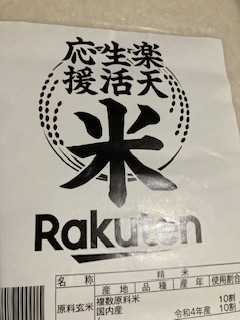 楽天
生活
応援
米
Rakuten
名 称 精 米
産 地 品 種 産 年 使用割合
原料玄米 複数原料米 10割
国内産 令和4年産 10割